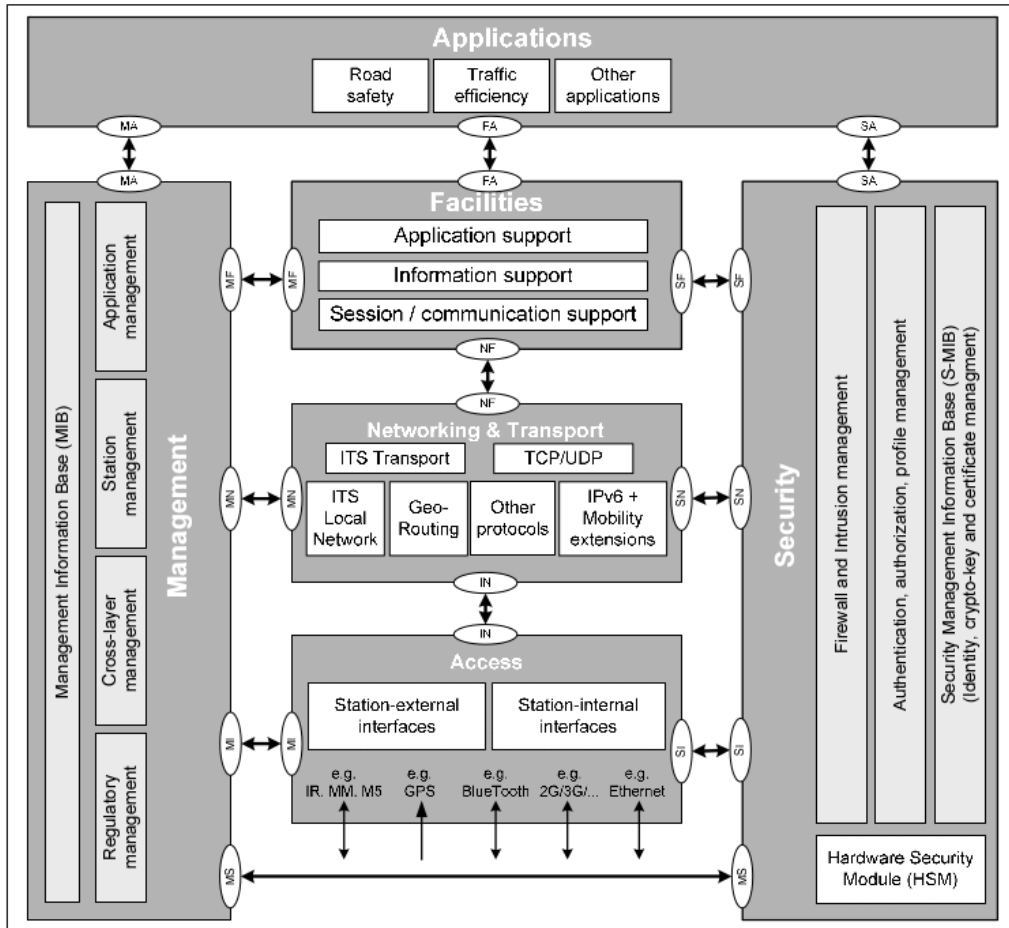 Applications
Road
safety
Traffic
efficiency
Other
applications
MA
FA
SA
MA
FA
SA
Management
Management Information Base (MIB)
Application
management
Station
management
Cross-layer
management
Regulatory
management
MF
MN
MI
MS
Facilities
Application support
Information support
Session / communication support
MF
SF
NF
NF
Networking & Transport
ITS Transport
TCP/UDP
ITS
Local
Network
Geo-
Routing
Other
protocols
IPv6 +
Mobility
extensions
MN
SN
IN
IN
Access
Station-external
interfaces
Station-internal
interfaces
MI
SI
e.g.
IR. MM. M5
e.g.
GPS
e.g.
BlueTooth
e.g.
2G/3G/...
e.g.
Ethernet
SF
SN
SI
MS
Security
Firewall and Intrusion management
Authentication, authorization, profile management
Security Management Information Base (S-MIB)
(Identity, crypto-key and certificate managment)
Hardware Security
Module (HSM)